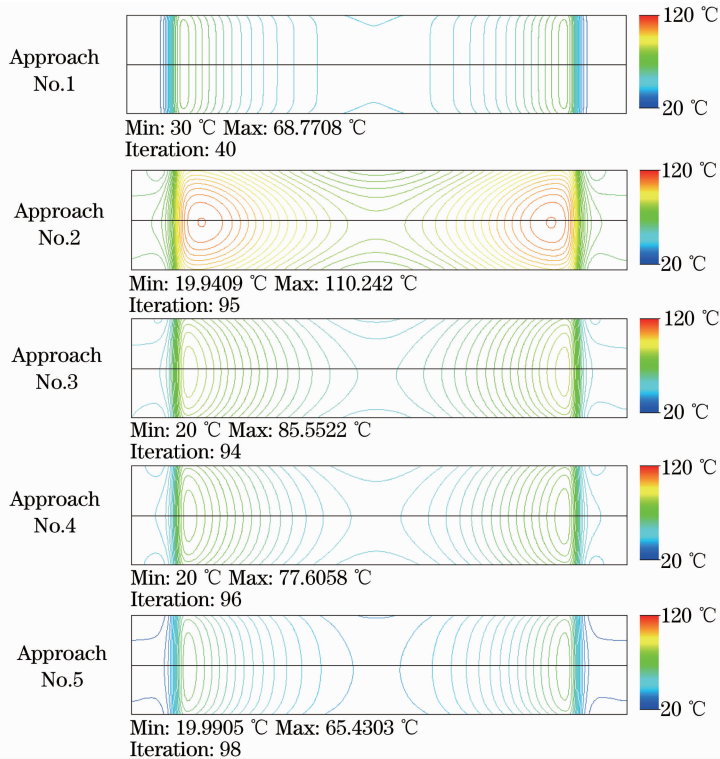 Approach
No.1
120 ℃
20 ℃
Min: 30 ℃ Max: 68.7708 ℃
Iteration: 40
Approach
No.2
120 ℃
20 ℃
Min: 19.9409 ℃ Max: 110.242 ℃
Iteration: 95
Approach
No.3
120 ℃
20 ℃
Min: 20 ℃ Max: 85.5522 ℃
Iteration: 94
Approach
No.4
120 ℃
20 ℃
Min: 20 ℃ Max: 77.6058 ℃
Iteration: 96
Approach
No.5
120 ℃
20 ℃
Min: 19.9905 ℃ Max: 65.4303 ℃
Iteration: 98